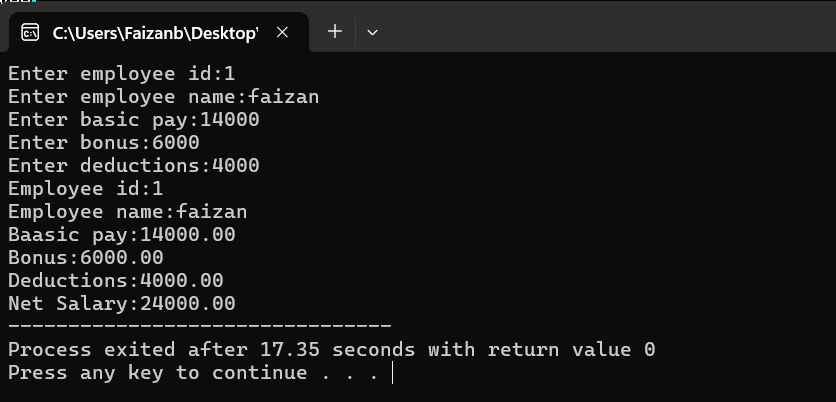 C:\Users\Faizanb\Desktop\
Enter employee id:1
Enter employee name:faizan
Enter basic pay:14000
Enter bonus:6000
Enter deductions:4000
Employee id:1
Employee name:faizan
Baasic pay:14000.00
Bonus:6000.00
Deductions:4000.00
Net Salary:24000.00
--------------------------------
Process exited after 17.35 seconds with return value 0
Press any key to continue . . .